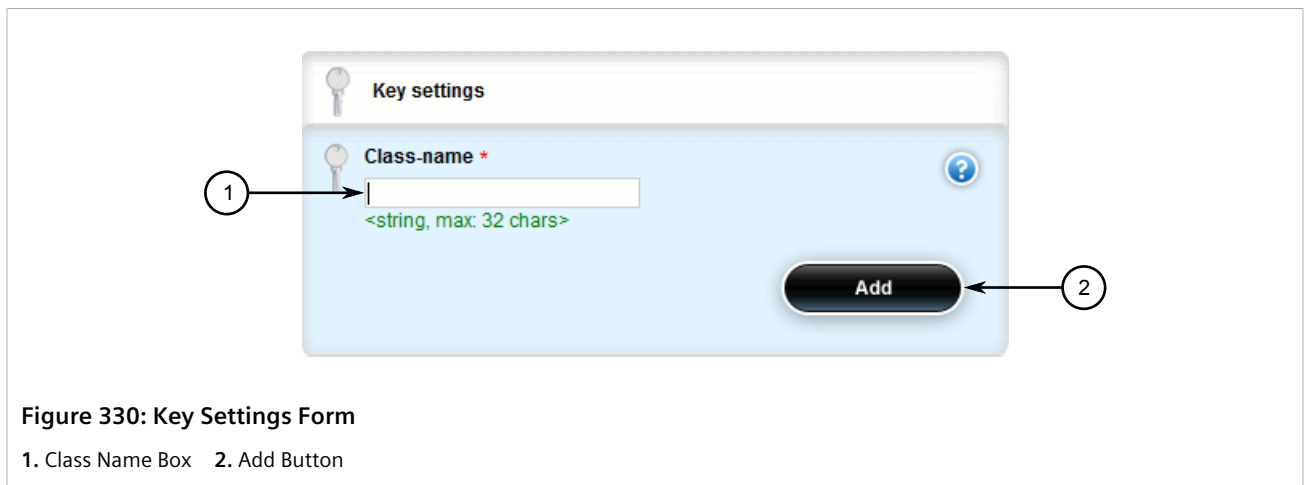 Key settings
Class-name *
?
1
<string, max: 32 chars>
Add
2
Figure 330: Key Settings Form
1. Class Name Box 2. Add Button